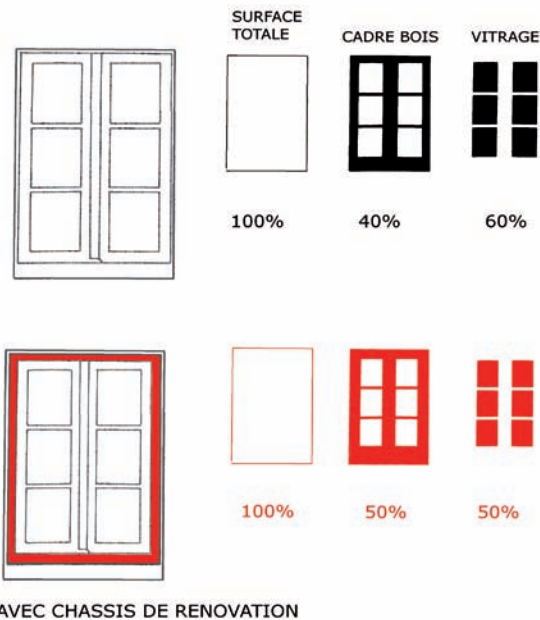 SURFACE
TOTALE
CADRE BOIS
VITRAGE
100%
40%
60%
100%
50%
50%
AVEC CHASSIS DE RENOVATION